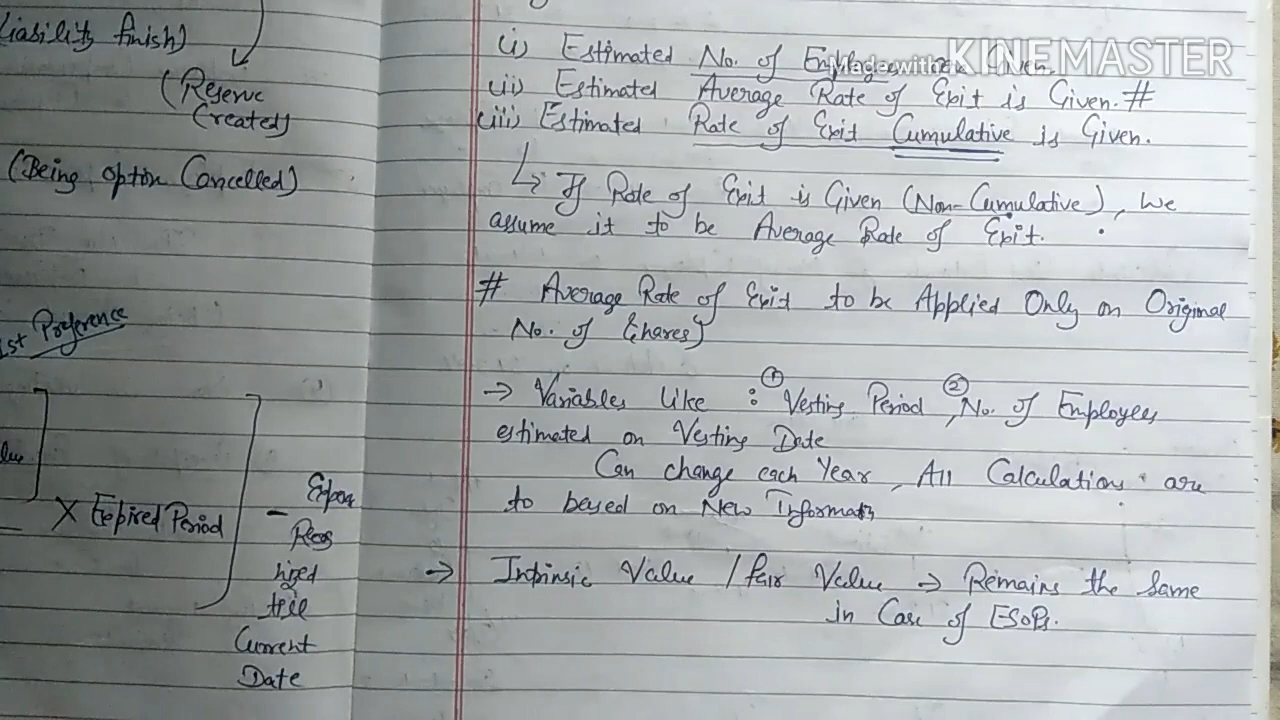 Liability finish)
(Reserve
Created)
(Being option Cancelled)
1st Preference
X Expired Period
-
hized
till
Current
Date
(i) Estimated No. of Employees Given.
Made with
KINEMASTER
(ii) Estimated Average Rate of Exit is Given. #
(iii) Estimated Rate of Exit Cumulative is Given.
↳ If Rate of Exit is Given (Non-Cumulative), We
assume it to be Average Rate of Exit.
# Average Rate of Exit to be Applied Only on Original
No. of Shares}
→ Variables like : ① Vesting Period, ② No. of Employees
estimated on Vesting Date
Can change each Year, All Calculations are
to based on New Informatn
→ Intrinsic Value / Fair Value → Remains the Same
in Case of ESOPs.